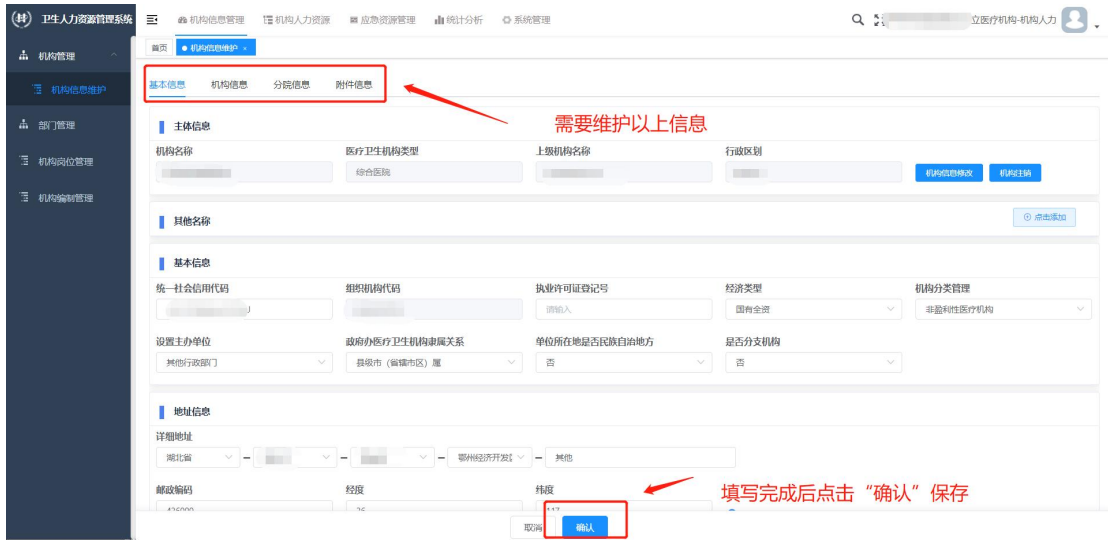 卫生人力资源管理系统 机构信息管理 机构人力资源 应急资源管理 统计分析 系统管理 立医疗机构-机构人力
机构管理
机构信息维护
部门管理
机构岗位管理
机构编制管理
首页 机构信息维护 ×
基本信息 机构信息 分院信息 附件信息
需要维护以上信息
主体信息
机构名称 医疗卫生机构类型 上级机构名称 行政区划
综合医院 机构信息修改 机构注销
其他名称 点击添加
基本信息
统一社会信用代码 组织机构代码 执业许可证登记号 经济类型 机构分类管理
请输入 国有全资 非盈利性医疗机构
设置主办单位 政府办医疗卫生机构隶属关系 单位所在地是否民族自治地方 是否分支机构
其他行政部门 县级市（省辖市区）属 否 否
地址信息
详细地址
湖北省 鄂州经济开发 其他
邮政编码 经度 纬度
填写完成后点击“确认”保存
取消 确认